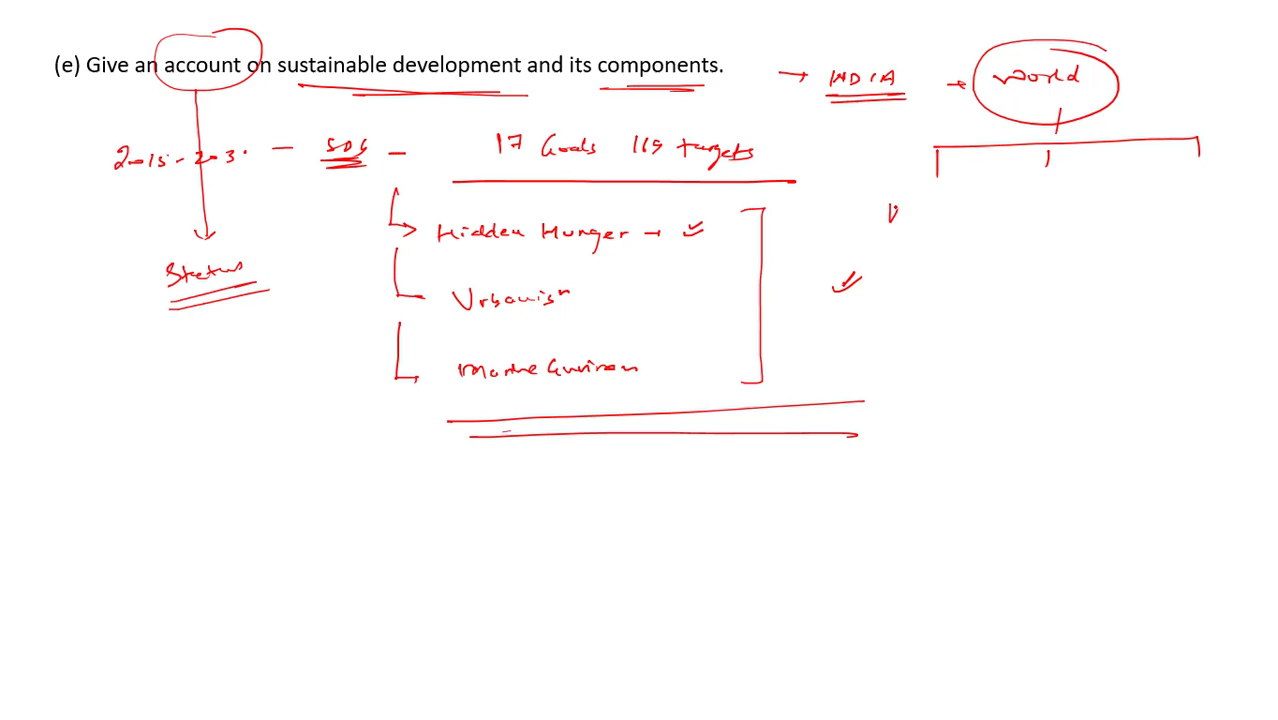 (e) Give an account on sustainable development and its components. → INDIA → world
2015-2030 - SDG - 17 Goals 169 targets
Hidden Hunger →
Status
Urbanisn
Marine Environ